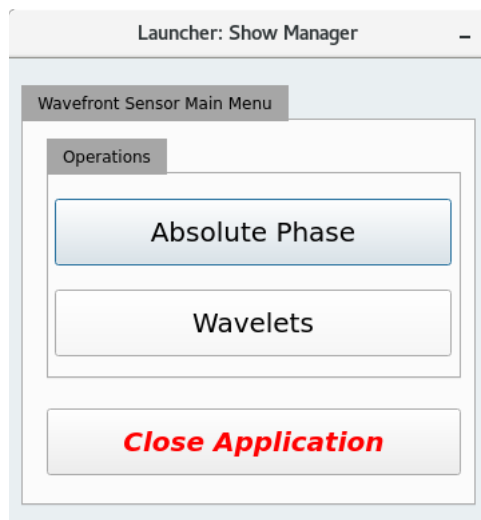 Launcher: Show Manager
Wavefront Sensor Main Menu
Operations
Absolute Phase
Wavelets
Close Application